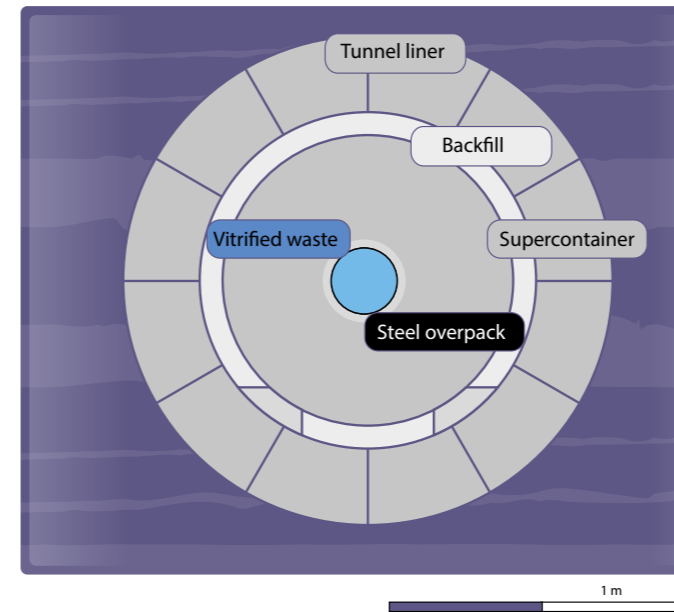 Tunnel liner
Backfill
Vitrified waste
Supercontainer
Steel overpack
1 m